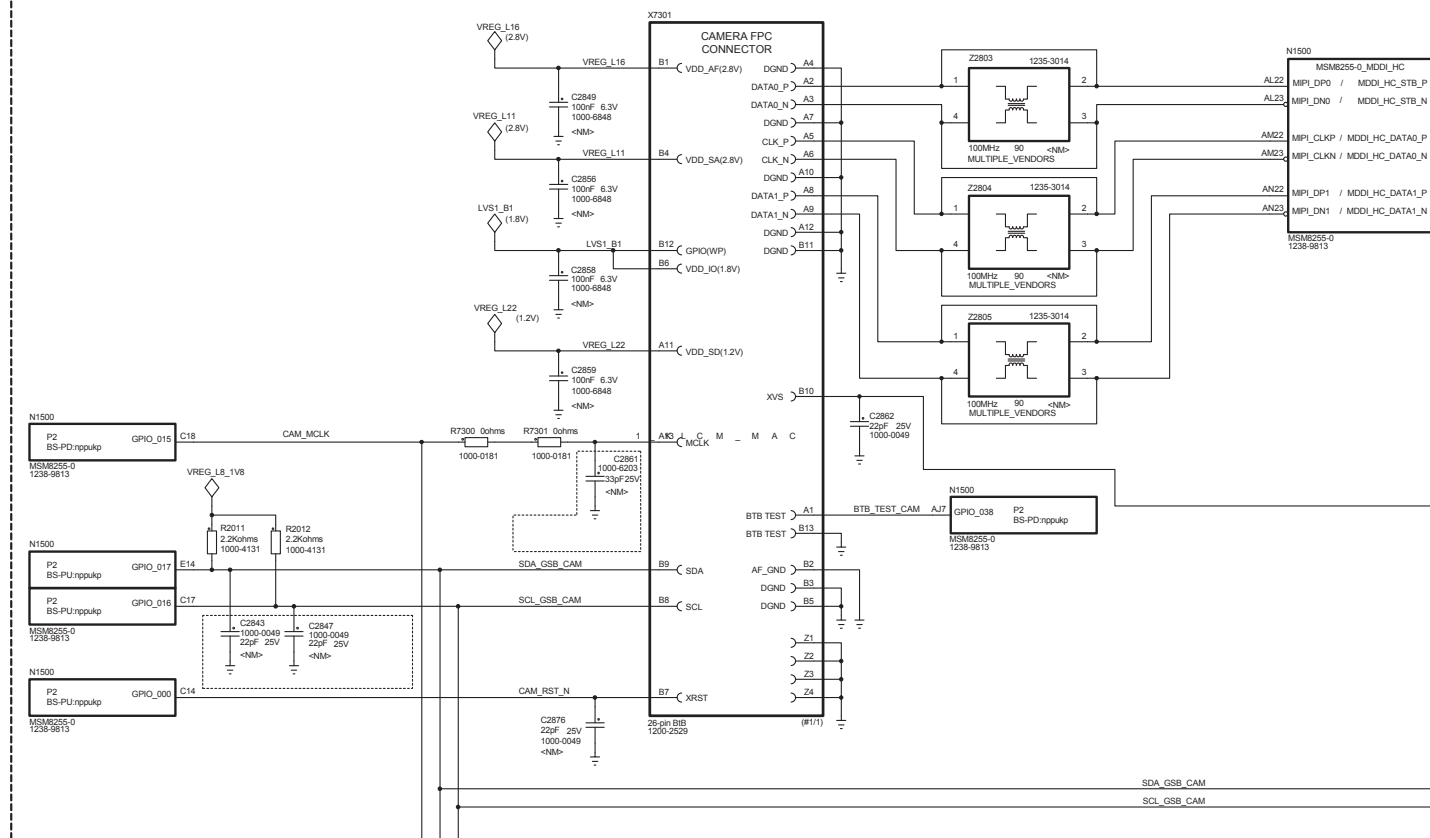 VREG_L16
(2.8V)
VREG_L16
C2849
100nF 6.3V
1000-6848
<NM>
VREG_L11
(2.8V)
VREG_L11
C2856
100nF 6.3V
1000-6848
<NM>
LVS1_B1
(1.8V)
LVS1_B1
C2858
100nF 6.3V
1000-6848
<NM>
VREG_L22
(1.2V)
VREG_L22
C2859
100nF 6.3V
1000-6848
<NM>
X7301
CAMERA FPC
CONNECTOR
B1 VDD_AF(2.8V)
B4 VDD_SA(2.8V)
B12 GPIO(WP)
B6 VDD_IO(1.8V)
A11 VDD_SD(1.2V)
MCLK
B9 SDA
B8 SCL
B7 XRST
DGND A4
DATA0_P A2
DATA0_N A3
DGND A7
CLK_P A5
CLK_N A6
DGND A10
DATA1_P A8
DATA1_N A9
DGND A12
DGND B11
XVS B10
BTB TEST A1
BTB TEST B13
AF_GND B2
DGND B3
DGND B5
Z1
Z2
Z3
Z4
26-pin BtB
1200-2529
(#1/1)
Z2803 1235-3014
1 2
4 3
100MHz 90 <NM>
MULTIPLE_VENDORS
Z2804 1235-3014
1 2
4 3
100MHz 90 <NM>
MULTIPLE_VENDORS
Z2805 1235-3014
1 2
4 3
100MHz 90 <NM>
MULTIPLE_VENDORS
N1500
MSM8255-0_MDDI_HC
AL22 MIPI_DP0 / MDDI_HC_STB_P
AL23 MIPI_DN0 / MDDI_HC_STB_N
AM22 MIPI_CLKP / MDDI_HC_DATA0_P
AM23 MIPI_CLKN / MDDI_HC_DATA0_N
AN22 MIPI_DP1 / MDDI_HC_DATA1_P
AN23 MIPI_DN1 / MDDI_HC_DATA1_N
MSM8255-0
1238-9813
C2862
22pF 25V
1000-0049
BTB_TEST_CAM AJ7
N1500
GPIO_038 P2
BS-PD:nppukp
MSM8255-0
1238-9813
N1500
P2 GPIO_015 C18
BS-PD:nppukp
MSM8255-0
1238-9813
CAM_MCLK
R7300 0ohms
1000-0181
R7301 0ohms
1000-0181
1
L C M _ M A C
C2861
1000-6203
33pF25V
<NM>
VREG_L8_1V8
R2011
2.2Kohms
1000-4131
R2012
2.2Kohms
1000-4131
N1500
P2 GPIO_017 E14
BS-PU:nppukp
P2 GPIO_016 C17
BS-PU:nppukp
MSM8255-0
1238-9813
SDA_GSB_CAM
SCL_GSB_CAM
C2843
1000-0049
22pF 25V
<NM>
C2847
1000-0049
22pF 25V
<NM>
N1500
P2 GPIO_000 C14
BS-PU:nppukp
MSM8255-0
1238-9813
CAM_RST_N
C2876
22pF 25V
1000-0049
<NM>
SDA_GSB_CAM
SCL_GSB_CAM